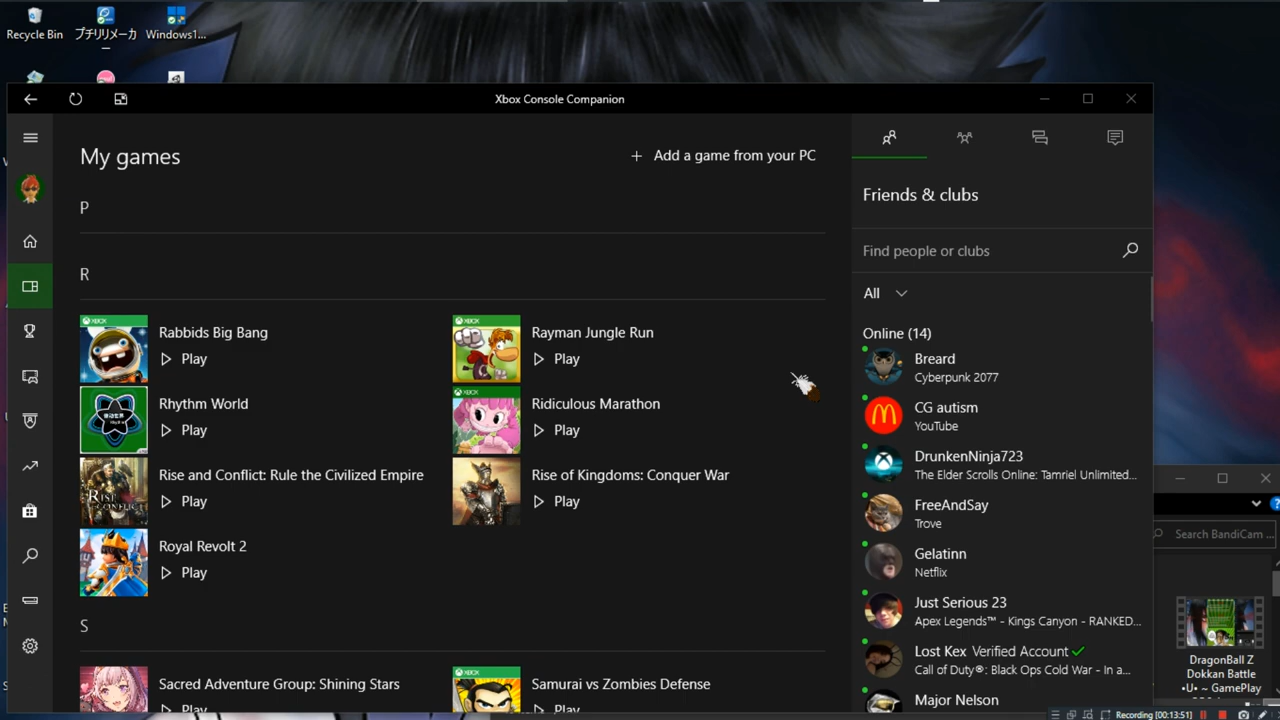 Recycle Bin
プチリリメーカ
ー
Windows1...
Xbox Console Companion
My games
Add a game from your PC
P
R
Rabbids Big Bang
Play
Rayman Jungle Run
Play
Rhythm World
Play
Ridiculous Marathon
Play
Rise and Conflict: Rule the Civilized Empire
Play
Rise of Kingdoms: Conquer War
Play
Royal Revolt 2
Play
S
Sacred Adventure Group: Shining Stars
Play
Samurai vs Zombies Defense
Play
Friends & clubs
Find people or clubs
All
Online (14)
Breard
Cyberpunk 2077
CG autism
YouTube
DrunkenNinja723
The Elder Scrolls Online: Tamriel Unlimited...
FreeAndSay
Trove
Gelatinn
Netflix
Just Serious 23
Apex Legends™ - Kings Canyon - RANKED...
Lost Kex Verified Account
Call of Duty®: Black Ops Cold War - In a...
Major Nelson
Search BandiCam ...
DragonBall Z
Dokkan Battle
•U• ~ GamePlay
Recording [00:13:51]